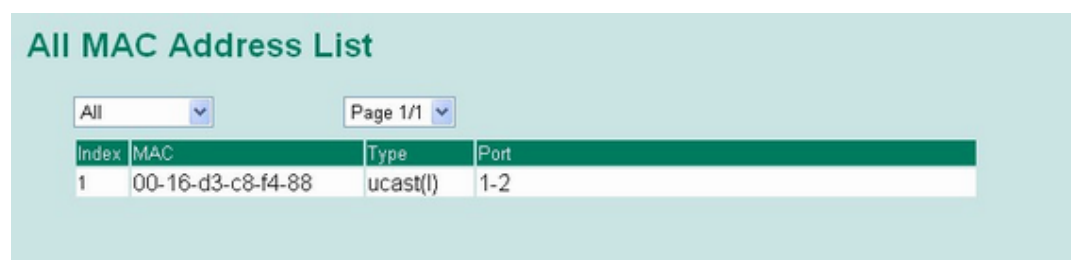 All MAC Address List
All Page 1/1
Index MAC Type Port
1 00-16-d3-c8-f4-88 ucast(l) 1-2